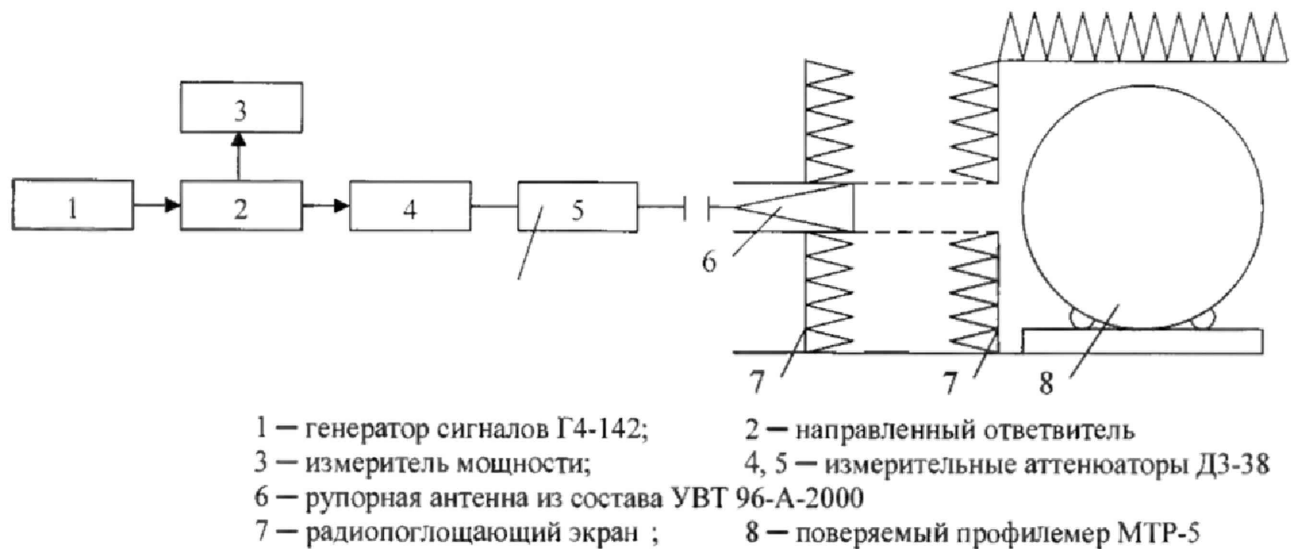 3
1
2
4
5
6
7
7
8
1 — генератор сигналов Г4-142; 2 — направленный ответвитель
3 — измеритель мощности; 4, 5 — измерительные аттенюаторы Д3-38
6 — рупорная антенна из состава УВТ 96-А-2000
7 — радиопоглощающий экран ; 8 — поверяемый профилемер МТР-5